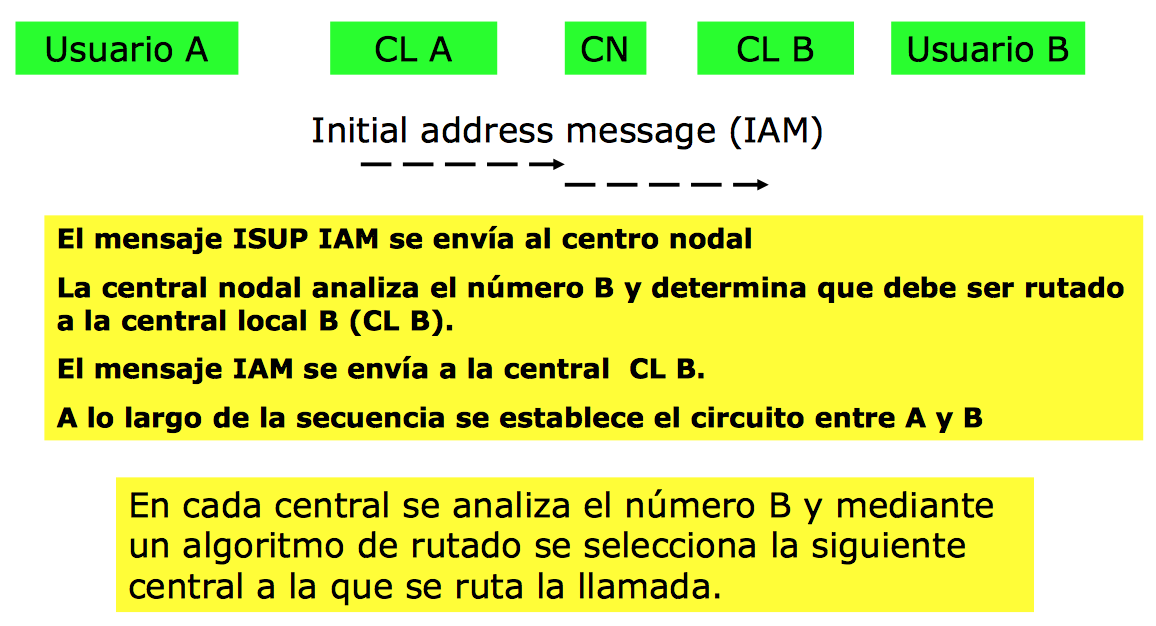 Usuario A
CL A
CN
CL B
Usuario B
Initial address message (IAM)
El mensaje ISUP IAM se envía al centro nodal
La central nodal analiza el número B y determina que debe ser rutado
a la central local B (CL B).
El mensaje IAM se envía a la central  CL B.
A lo largo de la secuencia se establece el circuito entre A y B
En cada central se analiza el número B y mediante
un algoritmo de rutado se selecciona la siguiente
central a la que se ruta la llamada.